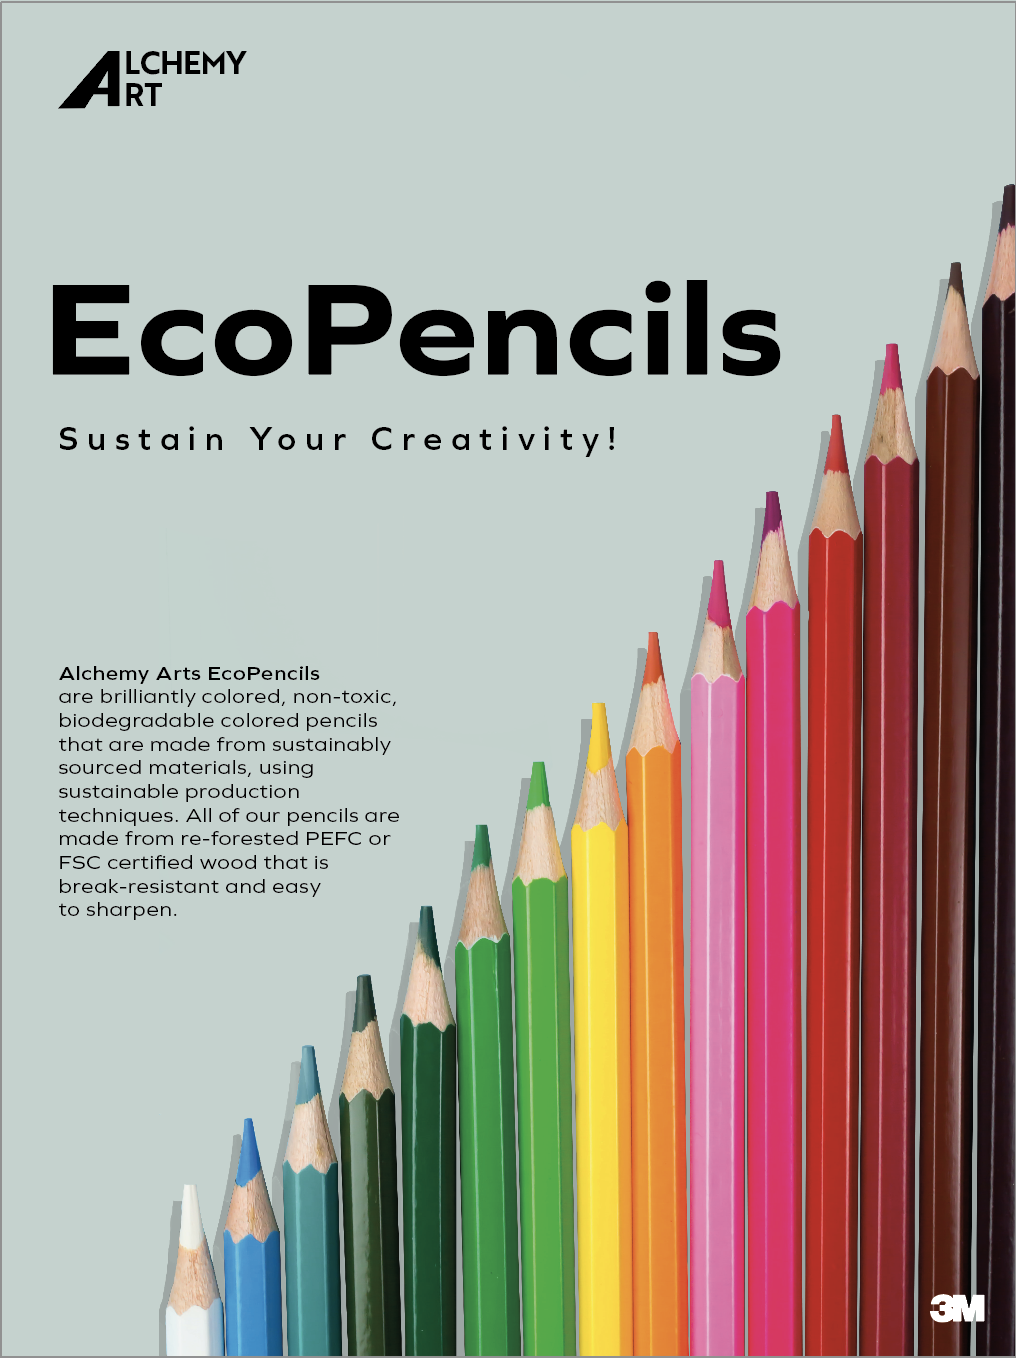 ALCHEMY
ART
EcoPencils
Sustain Your Creativity!
Alchemy Arts EcoPencils
are brilliantly colored, non-toxic,
biodegradable colored pencils
that are made from sustainably
sourced materials, using
sustainable production
techniques. All of our pencils are
made from re-forested PEFC or
FSC certified wood that is
break-resistant and easy
to sharpen.
3M